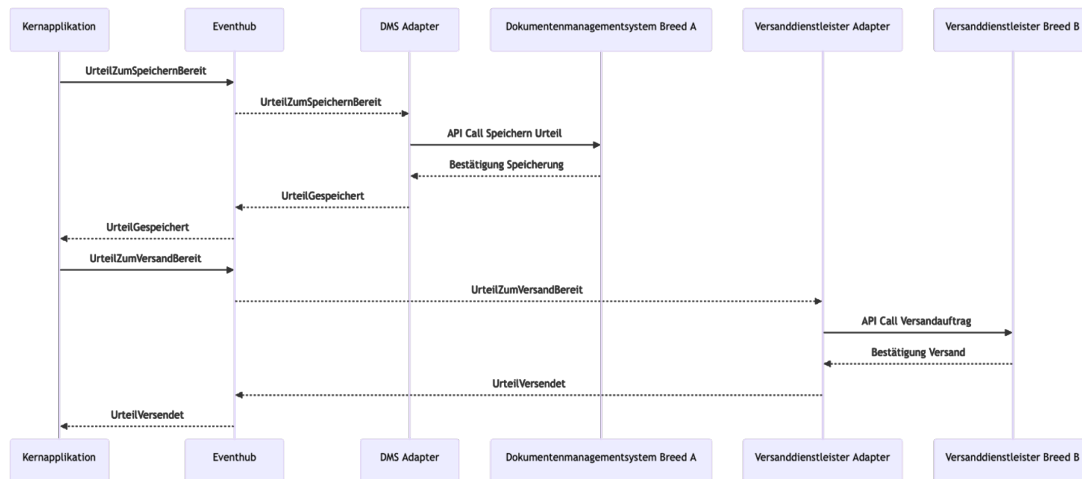 Kernapplikation
Eventhub
DMS Adapter
Dokumentenmanagementsystem Breed A
Versanddienstleister Adapter
Versanddienstleister Breed B
UrteilZumSpeichernBereit
UrteilZumSpeichernBereit
API Call Speichern Urteil
Bestätigung Speicherung
UrteilGespeichert
UrteilGespeichert
UrteilZumVersandBereit
UrteilZumVersandBereit
API Call Versandauftrag
Bestätigung Versand
UrteilVersendet
UrteilVersendet
Kernapplikation
Eventhub
DMS Adapter
Dokumentenmanagementsystem Breed A
Versanddienstleister Adapter
Versanddienstleister Breed B